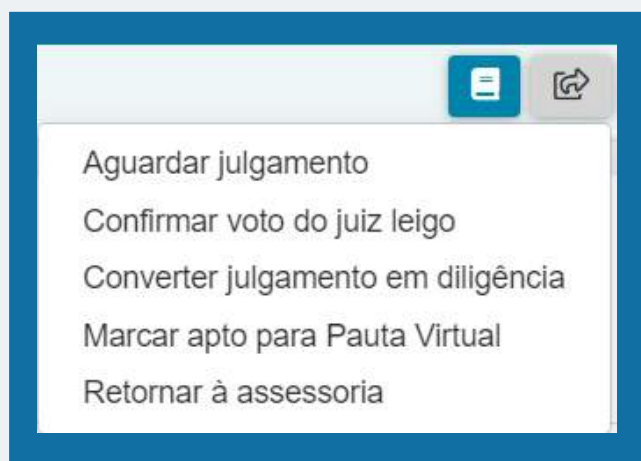 Aguardar julgamento
Confirmar voto do juiz leigo
Converter julgamento em diligência
Marcar apto para Pauta Virtual
Retornar à assessoria